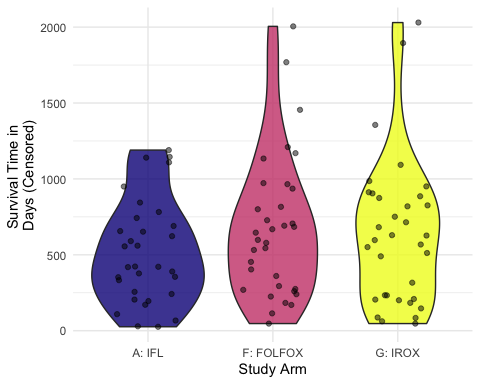 Survival Time in
Days (Censored)
2000
1500
1000
500
0
A: IFL
F: FOLFOX
G: IROX
Study Arm